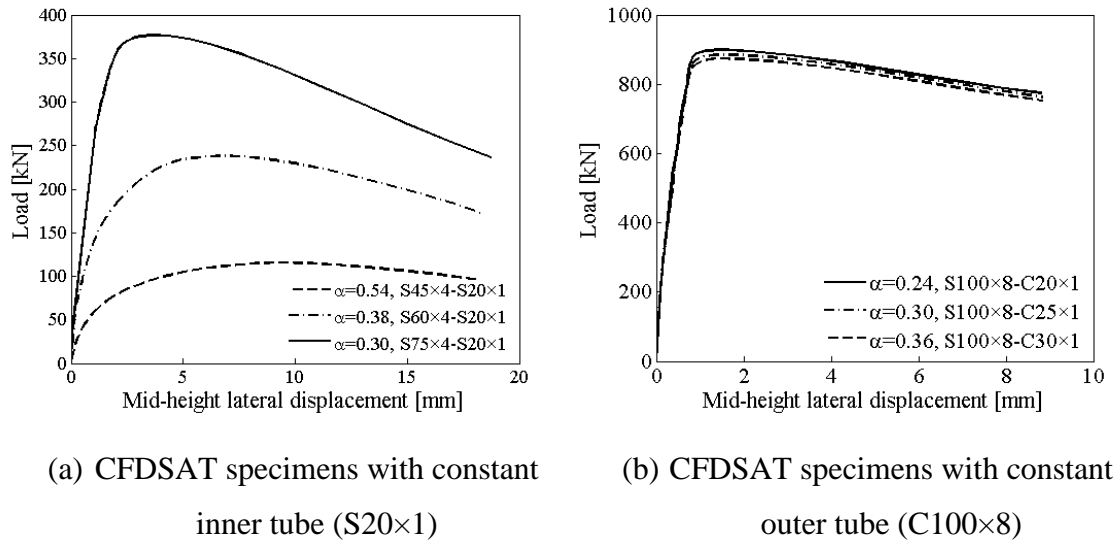 400
350
300
250
200
150
100
50
0
Load [kN]
α=0.54, S45×4-S20×1
α=0.38, S60×4-S20×1
α=0.30, S75×4-S20×1
0 5 10 15 20
Mid-height lateral displacement [mm]
(a) CFDSAT specimens with constant
inner tube (S20×1)
1000
800
600
400
200
0
Load [kN]
α=0.24, S100×8-C20×1
α=0.30, S100×8-C25×1
α=0.36, S100×8-C30×1
0 2 4 6 8 10
Mid-height lateral displacement [mm]
(b) CFDSAT specimens with constant
outer tube (C100×8)